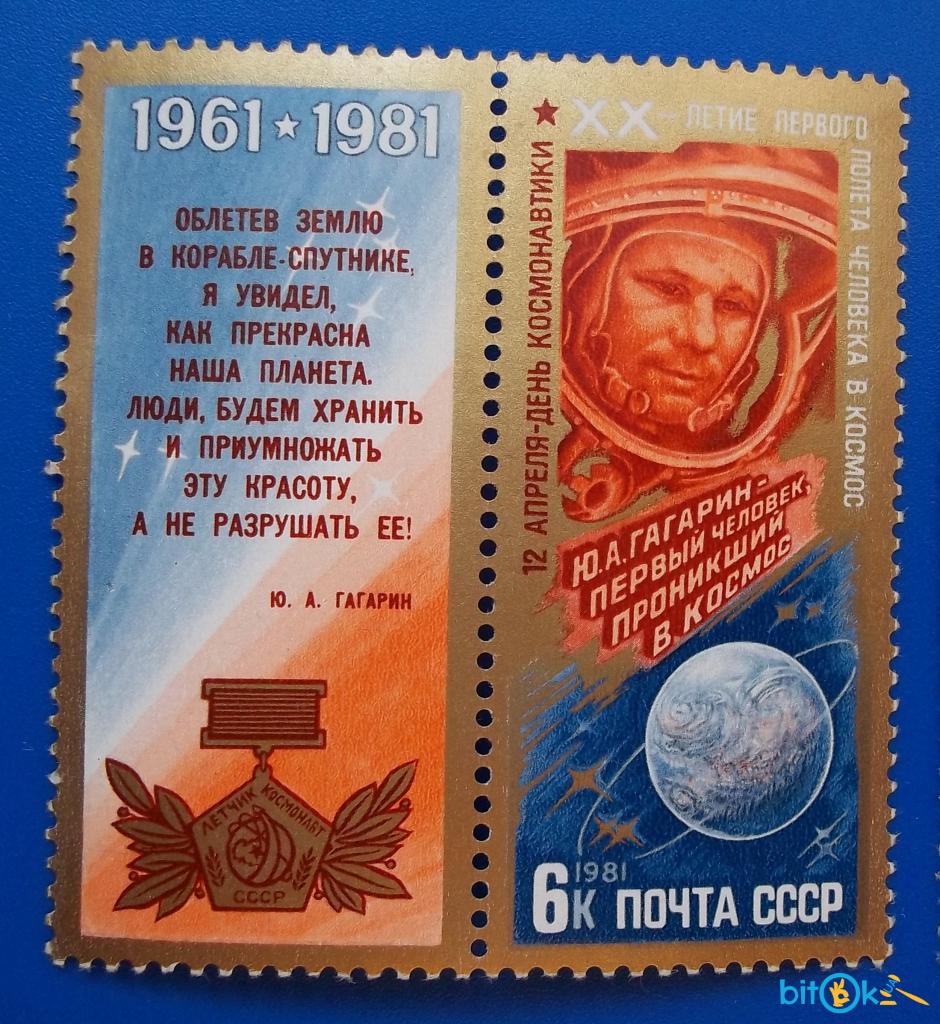 1961 ★ 1981
ОБЛЕТЕВ ЗЕМЛЮ
В КОРАБЛЕ-СПУТНИКЕ,
Я УВИДЕЛ,
КАК ПРЕКРАСНА
НАША ПЛАНЕТА.
ЛЮДИ, БУДЕМ ХРАНИТЬ
И ПРИУМНОЖАТЬ
ЭТУ КРАСОТУ,
А НЕ РАЗРУШАТЬ ЕЕ!
Ю. А. ГАГАРИН
ЛЕТЧИК КОСМОНАВТ
СССР
12 АПРЕЛЯ-ДЕНЬ КОСМОНАВТИКИ
★ XX-ЛЕТИЕ ПЕРВОГО
ПОЛЕТА ЧЕЛОВЕКА В КОСМОС
Ю.А.ГАГАРИН-
ПЕРВЫЙ ЧЕЛОВЕК,
ПРОНИКШИЙ
В КОСМОС
6К 1981 ПОЧТА СССР
bitok.ua